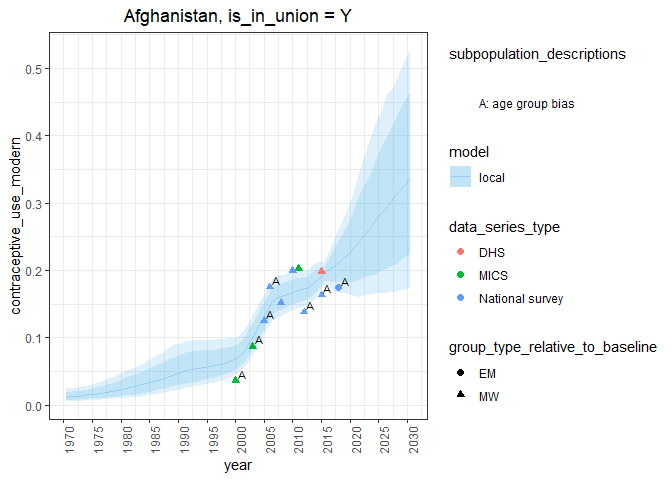 Afghanistan, is_in_union = Y
contraceptive_use_modern
0.5
0.4
0.3
0.2
0.1
0.0
A
A
A
A
A
A
A
1970
1975
1980
1985
1990
1995
2000
2005
2010
2015
2020
2025
2030
year
subpopulation_descriptions
A: age group bias
model
local
data_series_type
DHS
MICS
National survey
group_type_relative_to_baseline
EM
MW